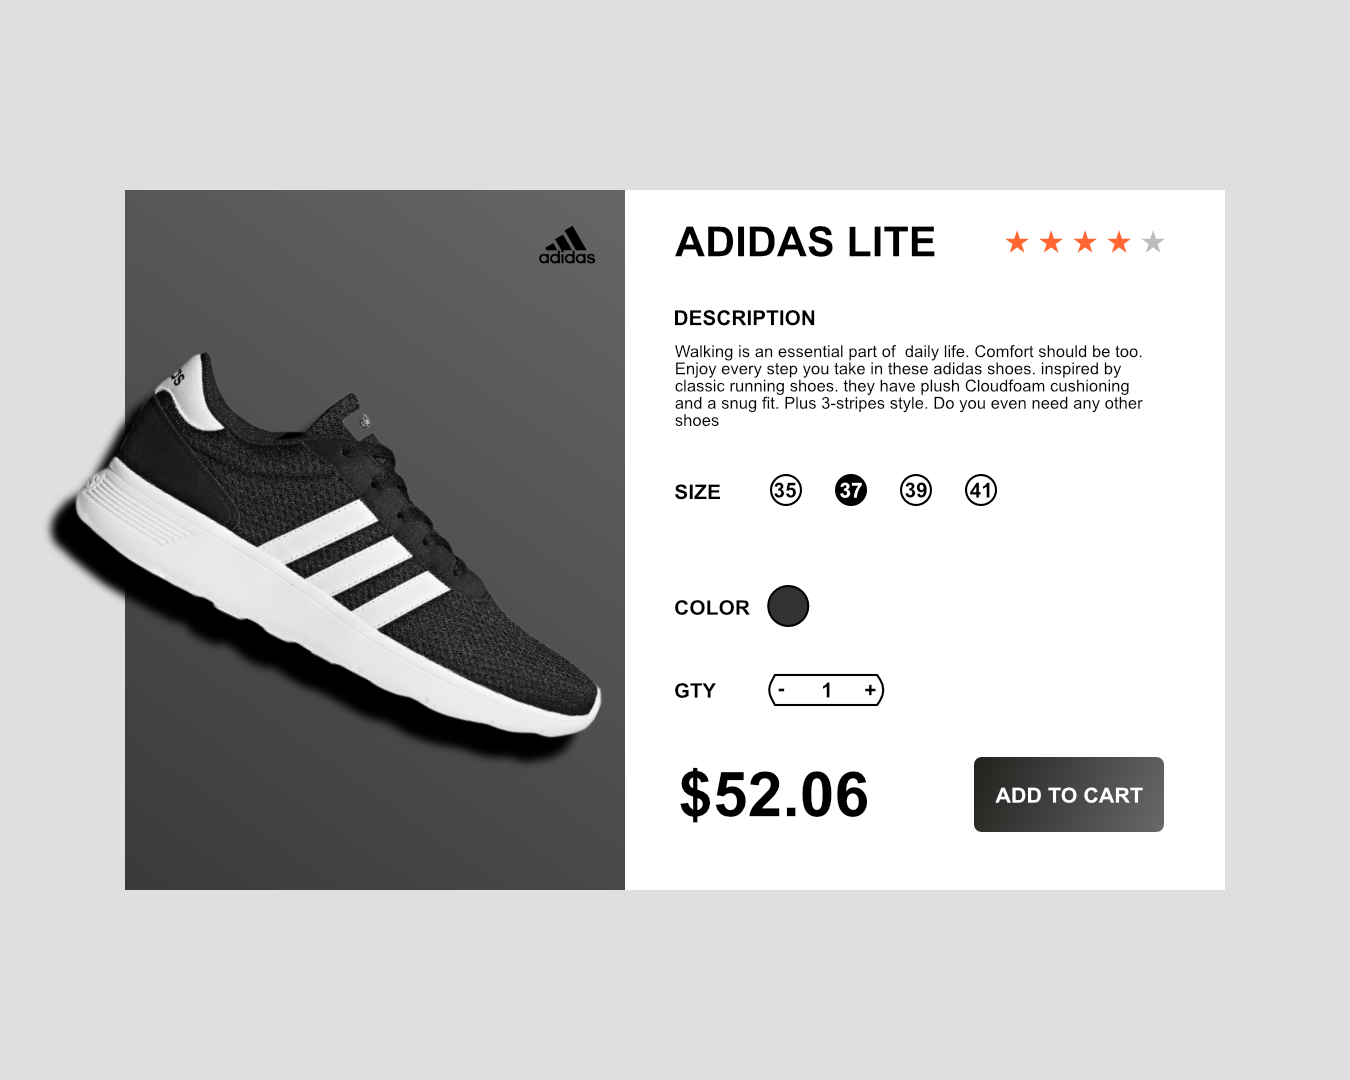 adidas
ADIDAS LITE
DESCRIPTION
Walking is an essential part of  daily life. Comfort should be too.
Enjoy every step you take in these adidas shoes. inspired by
classic running shoes. they have plush Cloudfoam cushioning
and a snug fit. Plus 3-stripes style. Do you even need any other
shoes
SIZE 35 37 39 41
COLOR
GTY - 1 +
$52.06
ADD TO CART